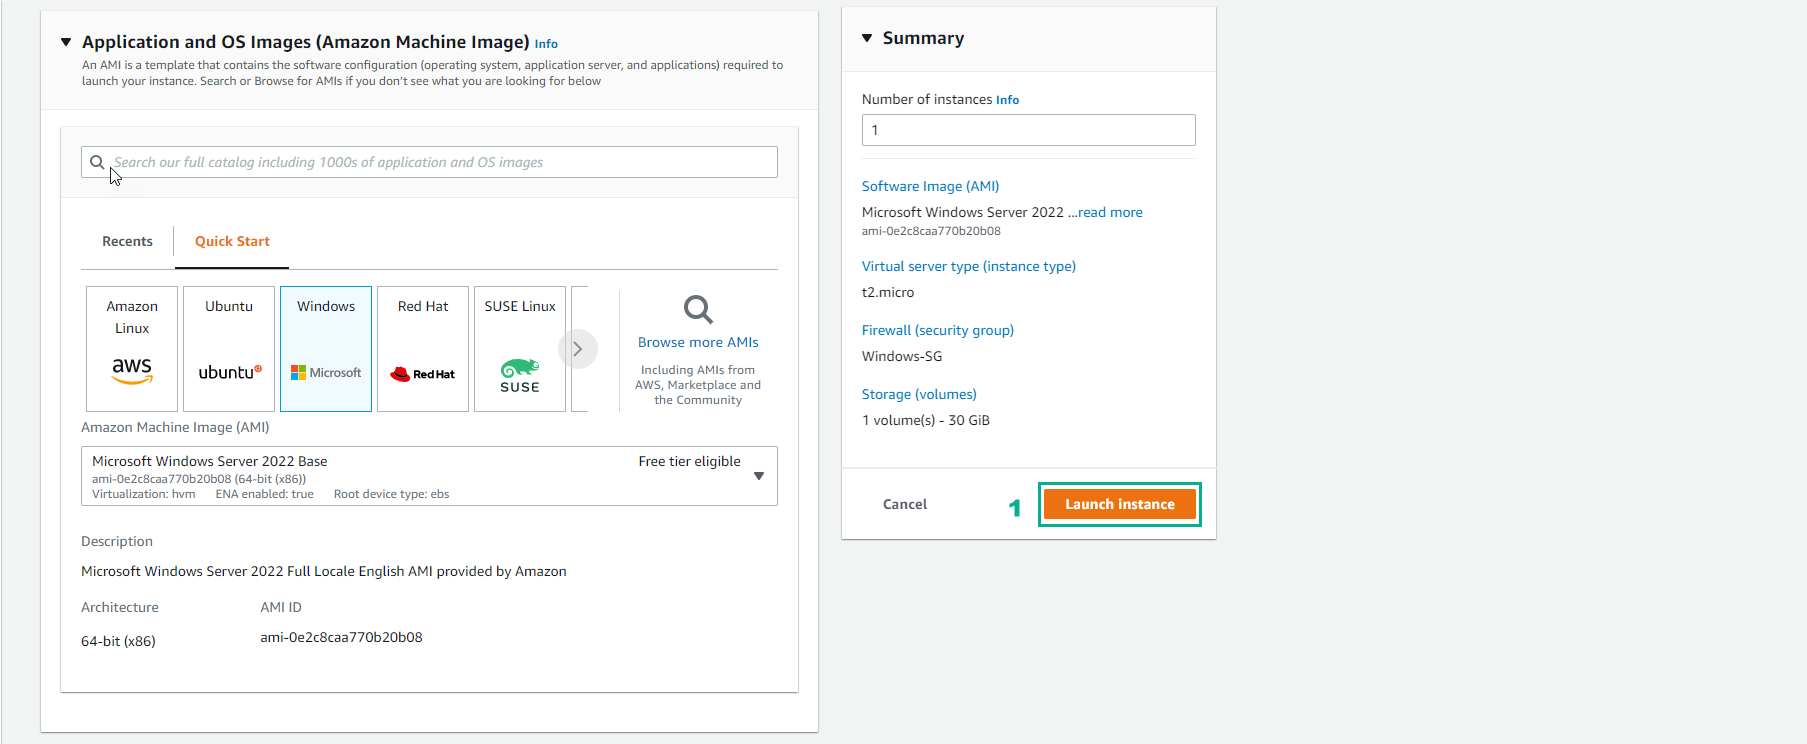 Application and OS Images (Amazon Machine Image) Info
An AMI is a template that contains the software configuration (operating system, application server, and applications) required to
launch your instance. Search or Browse for AMIs if you don't see what you are looking for below
Search our full catalog including 1000s of application and OS images
Recents
Quick Start
Amazon
Linux
aws
Ubuntu
ubuntu
Windows
Microsoft
Red Hat
Red Hat
SUSE Linux
SUSE
Browse more AMIs
Including AMIs from
AWS, Marketplace and
the Community
Amazon Machine Image (AMI)
Microsoft Windows Server 2022 Base
Free tier eligible
ami-0e2c8caa770b20b08 (64-bit (x86))
Virtualization: hvm ENA enabled: true Root device type: ebs
Description
Microsoft Windows Server 2022 Full Locale English AMI provided by Amazon
Architecture
AMI ID
64-bit (x86)
ami-0e2c8caa770b20b08
Summary
Number of instances Info
1
Software Image (AMI)
Microsoft Windows Server 2022 ...read more
ami-0e2c8caa770b20b08
Virtual server type (instance type)
t2.micro
Firewall (security group)
Windows-SG
Storage (volumes)
1 volume(s) - 30 GiB
Cancel
1
Launch instance